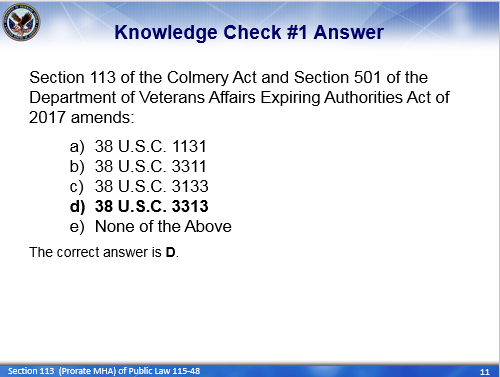 Knowledge Check #1 Answer
Section 113 of the Colmery Act and Section 501 of the
Department of Veterans Affairs Expiring Authorities Act of
2017 amends:
a) 38 U.S.C. 1131
b) 38 U.S.C. 3311
c) 38 U.S.C. 3133
d) 38 U.S.C. 3313
e) None of the Above
The correct answer is D.
Section 113 (Prorate MHA) of Public Law 115-48
11